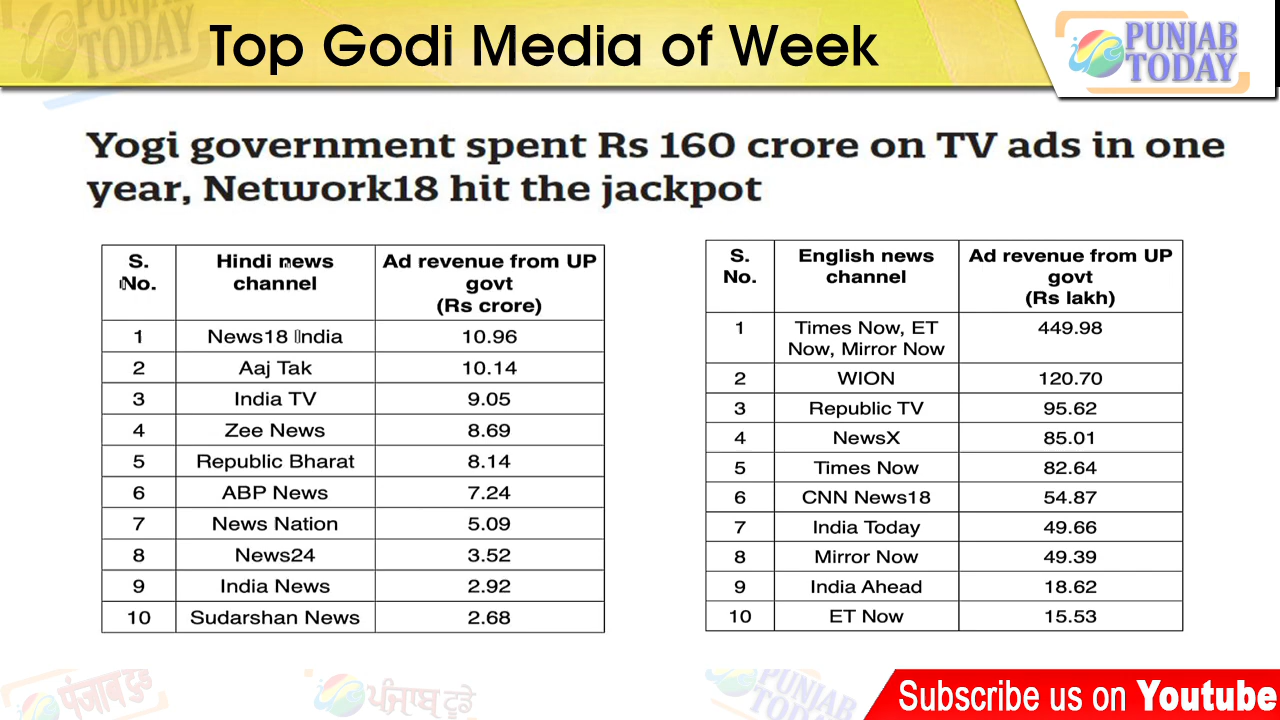 Top Godi Media of Week
PUNJAB
TODAY
Yogi government spent Rs 160 crore on TV ads in one
year, Network18 hit the jackpot
S. No. Hindi news channel Ad revenue from UP govt (Rs crore)
1 News18 India 10.96
2 Aaj Tak 10.14
3 India TV 9.05
4 Zee News 8.69
5 Republic Bharat 8.14
6 ABP News 7.24
7 News Nation 5.09
8 News24 3.52
9 India News 2.92
10 Sudarshan News 2.68
S. No. English news channel Ad revenue from UP govt (Rs lakh)
1 Times Now, ET Now, Mirror Now 449.98
2 WION 120.70
3 Republic TV 95.62
4 NewsX 85.01
5 Times Now 82.64
6 CNN News18 54.87
7 India Today 49.66
8 Mirror Now 49.39
9 India Ahead 18.62
10 ET Now 15.53
TODAY
ਪੰਜਾਬ ਟੂਡੇ
ਪੰਜਾਬ ਟੂਡੇ
PUNJAB
TODAY
Subscribe us on Youtube